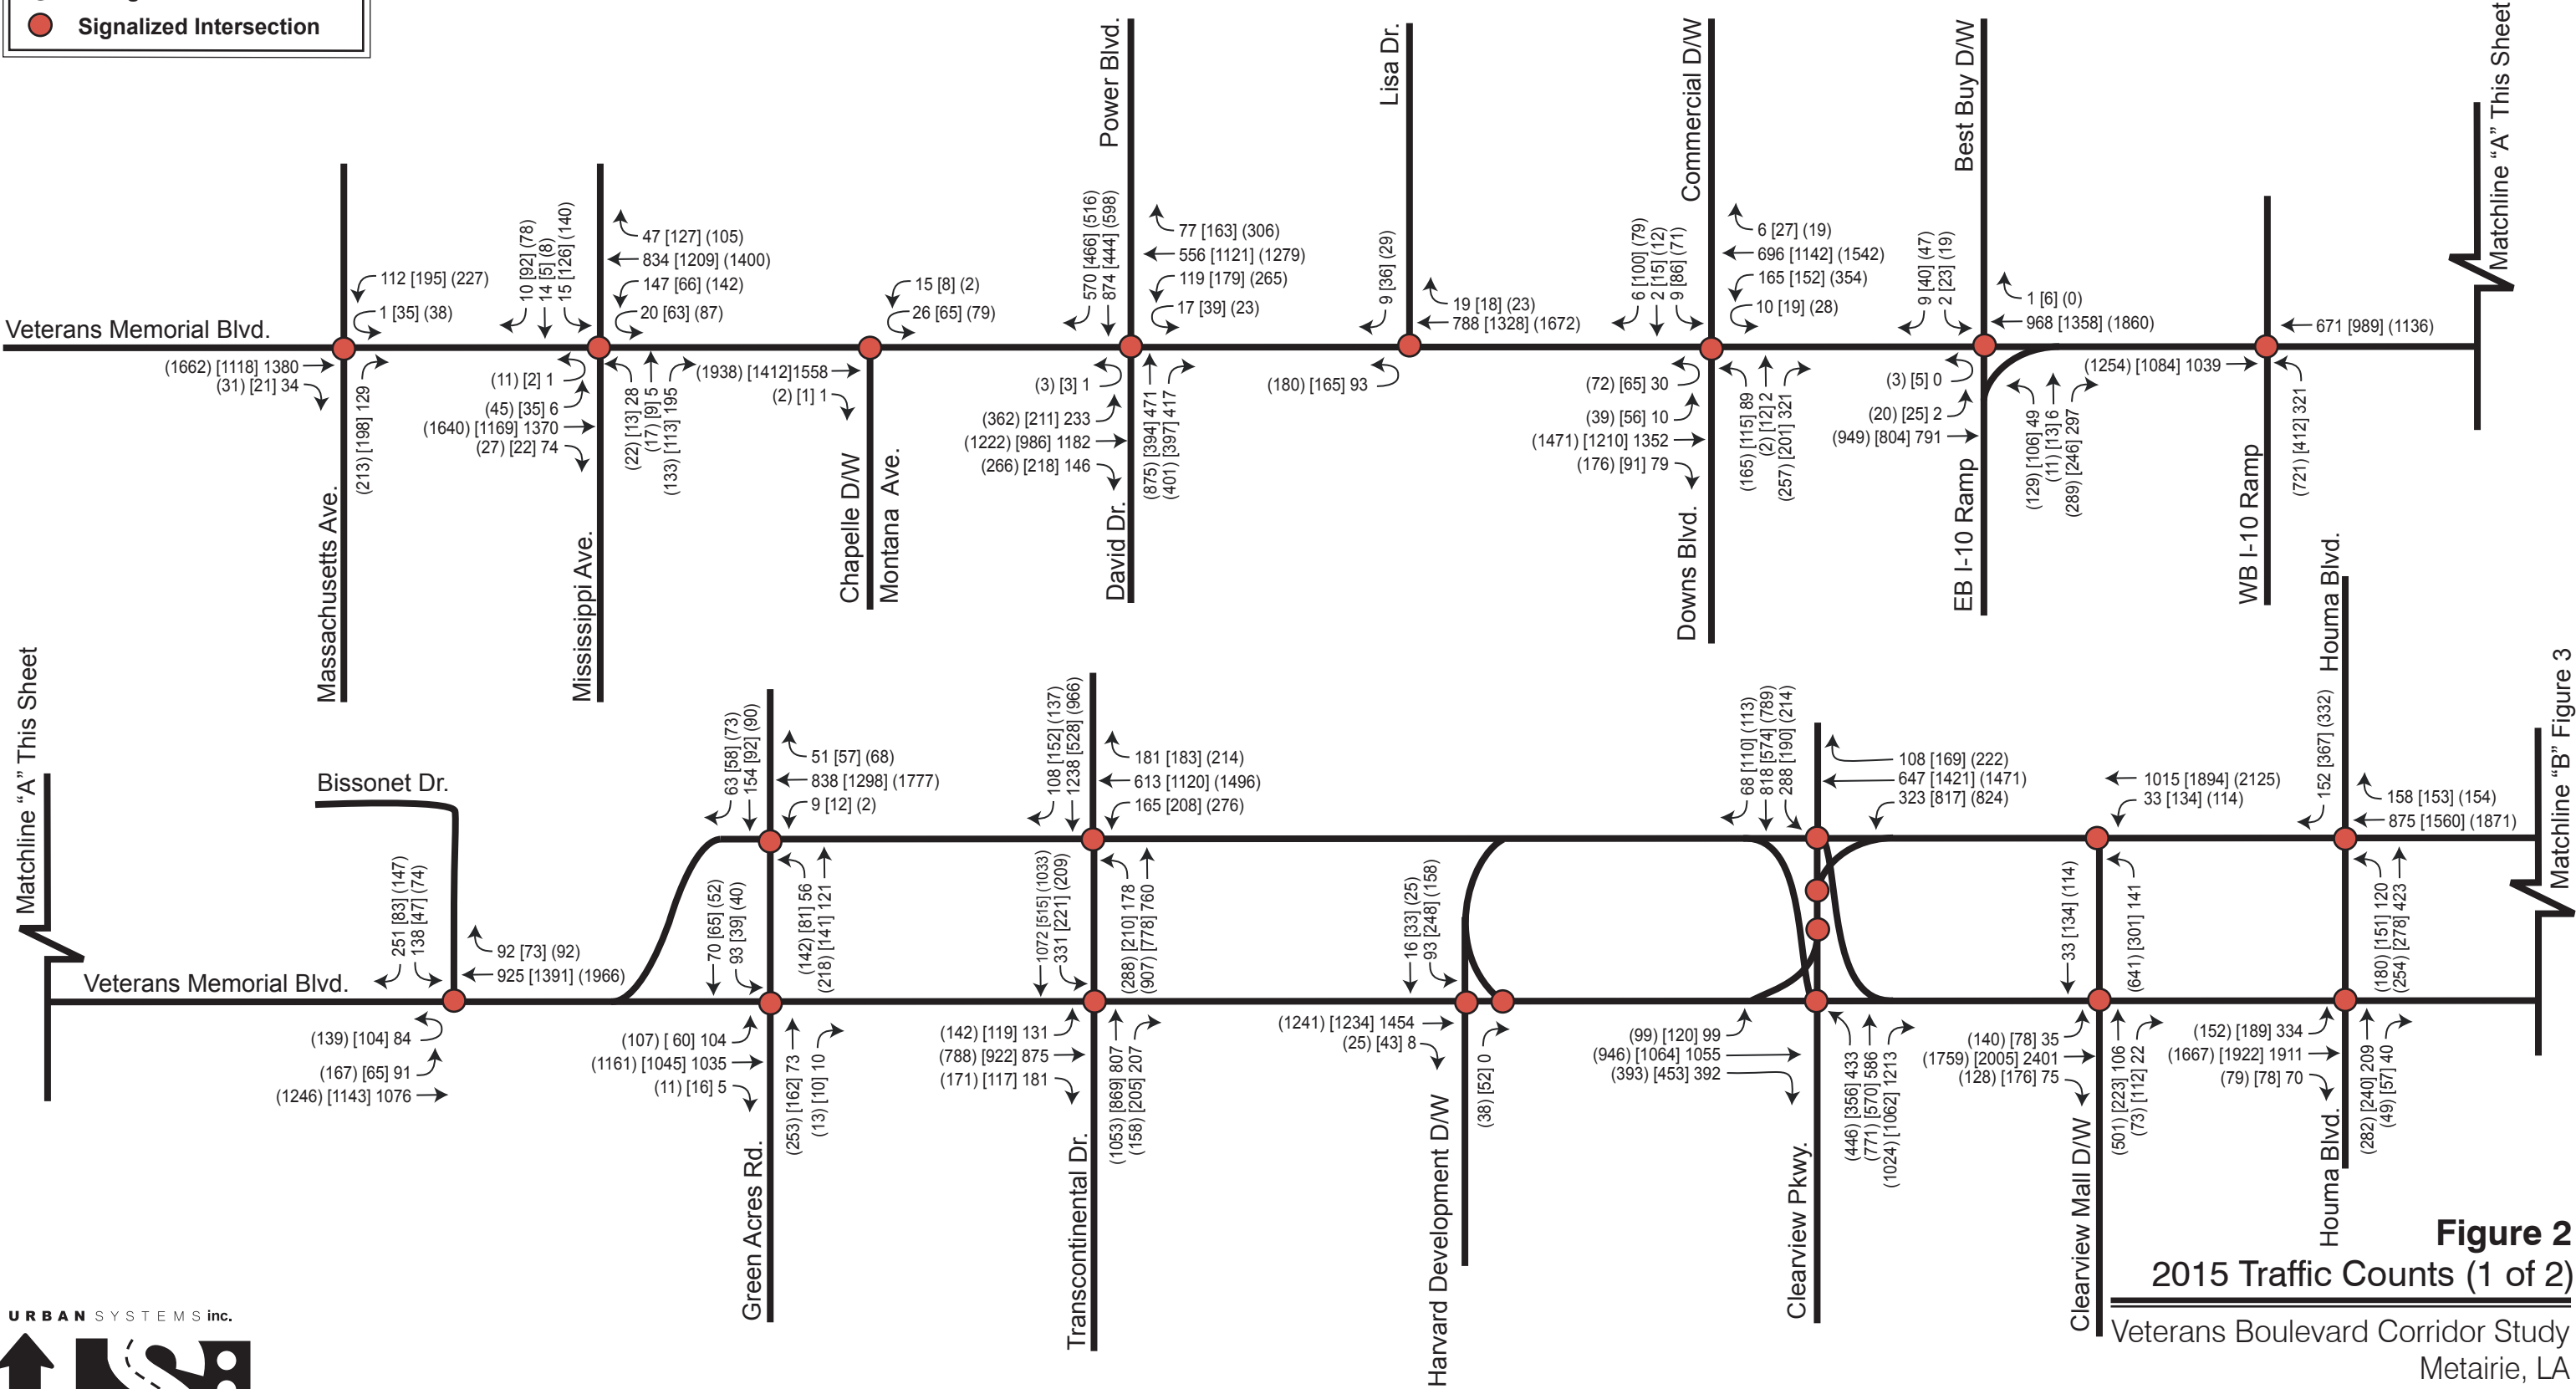 Signalized Intersection
Power Blvd.
Lisa Dr.
Commercial D/W
Best Buy D/W
Matchline “A” This Sheet
Veterans Memorial Blvd.
112 [195] (227)
1 [35] (38)
(1662) [1118] 1380
(31) [21] 34
(213) [198] 129
Massachusetts Ave.
10 [92] (78)
14 [5] (8)
15 [126] (140)
47 [127] (105)
834 [1209] (1400)
147 [66] (142)
20 [63] (87)
(11) [2] 1
(45) [35] 6
(1640) [1169] 1370
(27) [22] 74
(22) [13] 28
(17) [9] 5
(133) [113] 195
Mississippi Ave.
15 [8] (2)
26 [65] (79)
(1938) [1412]1558
(2) [1] 1
Chapelle D/W
Montana Ave.
570 [466] (516)
874 [444] (598)
77 [163] (306)
556 [1121] (1279)
119 [179] (265)
17 [39] (23)
(3) [3] 1
(362) [211] 233
(1222) [986] 1182
(266) [218] 146
(875) [394] 471
(401) [397] 417
David Dr.
9 [36] (29)
19 [18] (23)
788 [1328] (1672)
(180) [165] 93
6 [100] (79)
2 [15] (12)
9 [86] (71)
6 [27] (19)
696 [1142] (1542)
165 [152] (354)
10 [19] (28)
(72) [65] 30
(39) [56] 10
(1471) [1210] 1352
(176) [91] 79
(165) [115] 89
(2) [12] 2
(257) [201] 321
Downs Blvd.
9 [40] (47)
2 [23] (19)
1 [6] (0)
968 [1358] (1860)
(3) [5] 0
(20) [25] 2
(949) [804] 791
(129) [106] 49
(11) [13] 6
(289) [246] 297
EB I-10 Ramp
671 [989] (1136)
(1254) [1084] 1039
(721) [412] 321
WB I-10 Ramp
Matchline “A” This Sheet
Veterans Memorial Blvd.
Bissonet Dr.
251 [83] (147)
138 [47] (74)
92 [73] (92)
925 [1391] (1966)
(139) [104] 84
(167) [65] 91
(1246) [1143] 1076
63 [58] (73)
154 [92] (90)
51 [57] (68)
838 [1298] (1777)
9 [12] (2)
70 [65] (52)
93 [39] (40)
(142) [81] 56
(218) [141] 121
(107) [ 60] 104
(1161) [1045] 1035
(11) [16] 5
(253) [162] 73
(13) [10] 10
Green Acres Rd.
108 [152] (137)
1238 [528] (966)
181 [183] (214)
613 [1120] (1496)
165 [208] (276)
1072 [515] (1033)
331 [221] (209)
(288) [210] 178
(907) [778] 760
(142) [119] 131
(788) [922] 875
(171) [117] 181
(1053) [869] 807
(158) [205] 207
Transcontinental Dr.
16 [33] (25)
93 [248] (158)
(1241) [1234] 1454
(25) [43] 8
(38) [52] 0
Harvard Development D/W
68 [110] (113)
818 [574] (789)
288 [190] (214)
108 [169] (222)
647 [1421] (1471)
323 [817] (824)
(99) [120] 99
(946) [1064] 1055
(393) [453] 392
(446) [356] 433
(771) [570] 586
(1024) [1062] 1213
Clearview Pkwy.
1015 [1894] (2125)
33 [134] (114)
33 [134] (114)
(641) [301] 141
(140) [78] 35
(1759) [2005] 2401
(128) [176] 75
(501) [223] 106
(73) [112] 22
Clearview Mall D/W
Houma Blvd.
152 [367] (332)
158 [153] (154)
875 [1560] (1871)
(180) [151] 120
(254) [278] 423
(152) [189] 334
(1667) [1922] 1911
(79) [78] 70
(282) [240] 209
(49) [57] 40
Houma Blvd.
Matchline “B” Figure 3
Figure 2
2015 Traffic Counts (1 of 2)
Veterans Boulevard Corridor Study
Metairie, LA
URBAN SYSTEMS inc.